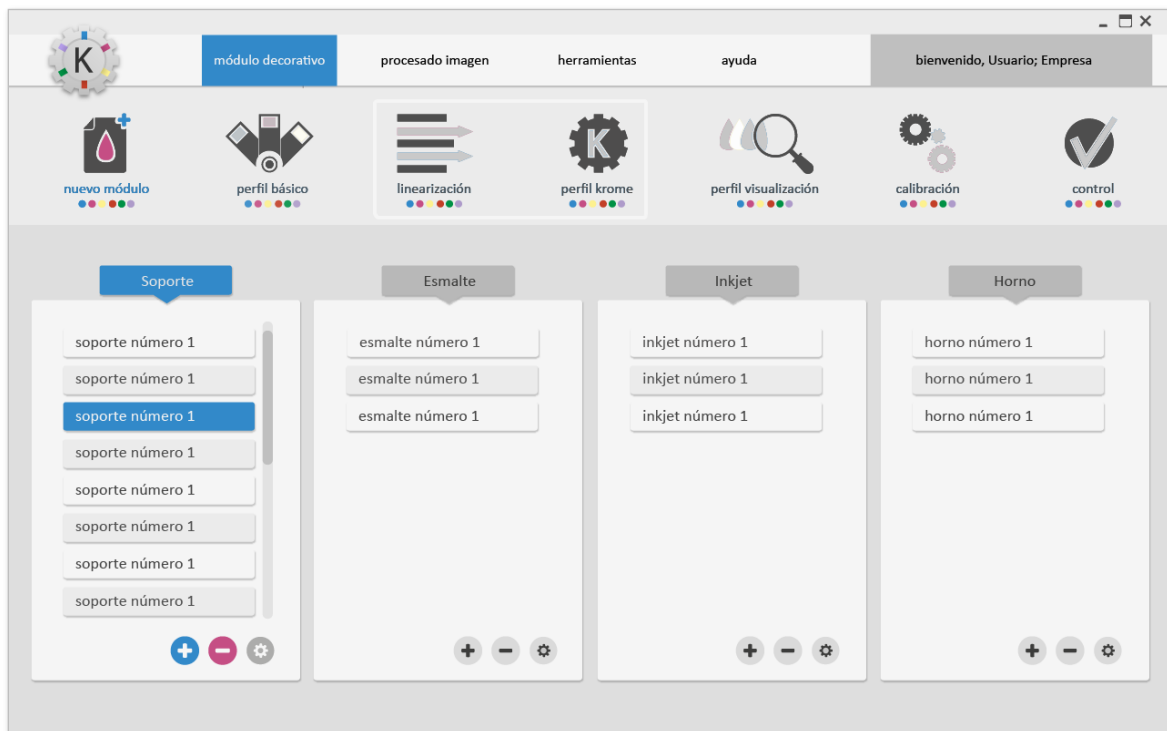 K
módulo decorativo
procesado imagen
herramientas
ayuda
bienvenido, Usuario; Empresa
nuevo módulo
perfil básico
linearización
K
perfil krome
perfil visualización
calibración
control
Soporte
soporte número 1
soporte número 1
soporte número 1
soporte número 1
soporte número 1
soporte número 1
soporte número 1
soporte número 1
Esmalte
esmalte número 1
esmalte número 1
esmalte número 1
Inkjet
inkjet número 1
inkjet número 1
inkjet número 1
Horno
horno número 1
horno número 1
horno número 1